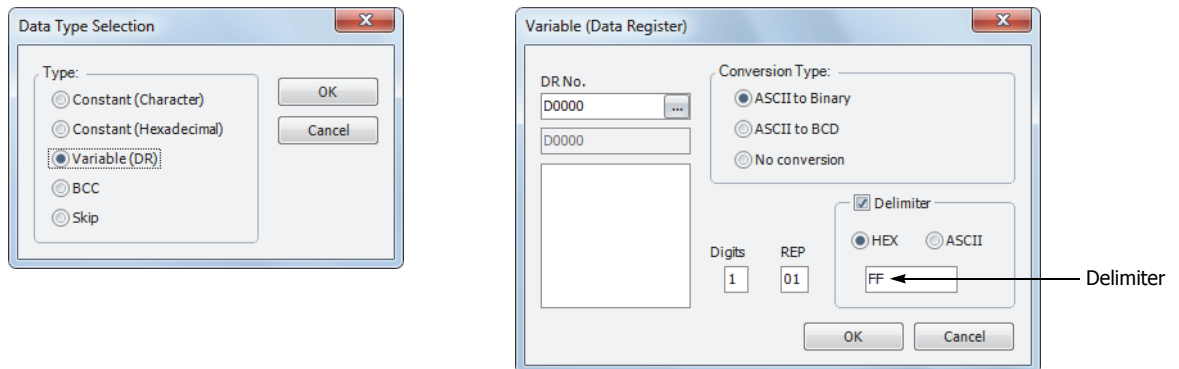 Data Type Selection
Type:
Constant (Character)
Constant (Hexadecimal)
Variable (DR)
BCC
Skip
OK
Cancel
Variable (Data Register)
DR No.
D0000
...
D0000
Conversion Type:
ASCII to Binary
ASCII to BCD
No conversion
Digits
1
REP
01
Delimiter
HEX
ASCII
FF
Delimiter
OK
Cancel